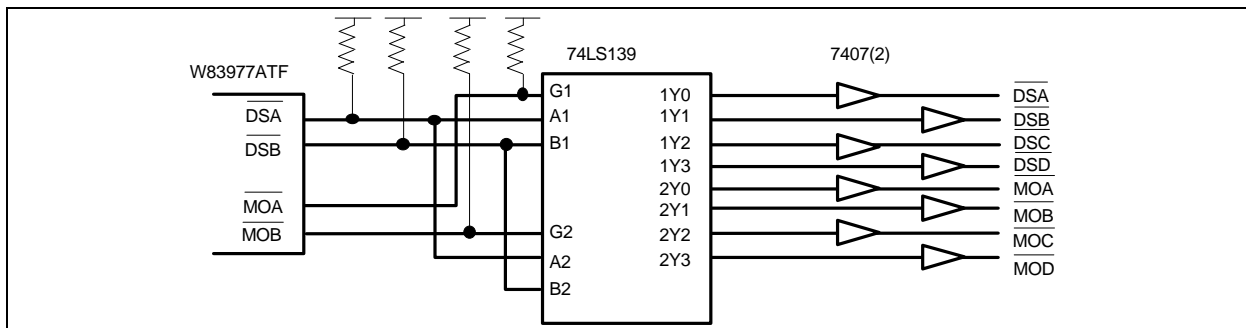 74LS139
7407(2)
W83977ATF
G1
1Y0
DSA
DSA
A1
1Y1
DSB
DSB
B1
1Y2
DSC
1Y3
DSD
2Y0
MOA
MOA
2Y1
MOB
MOB
G2
2Y2
MOC
A2
2Y3
MOD
B2